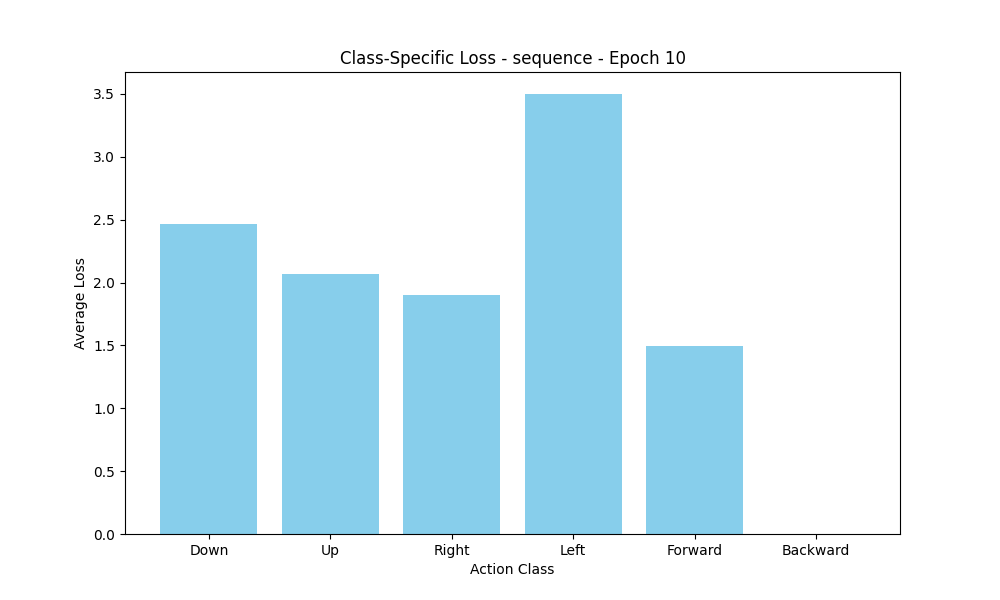 Class-Specific Loss - sequence - Epoch 10
3.5
3.0
2.5
2.0
1.5
1.0
0.5
0.0
Average Loss
Down Up Right Left Forward Backward
Action Class